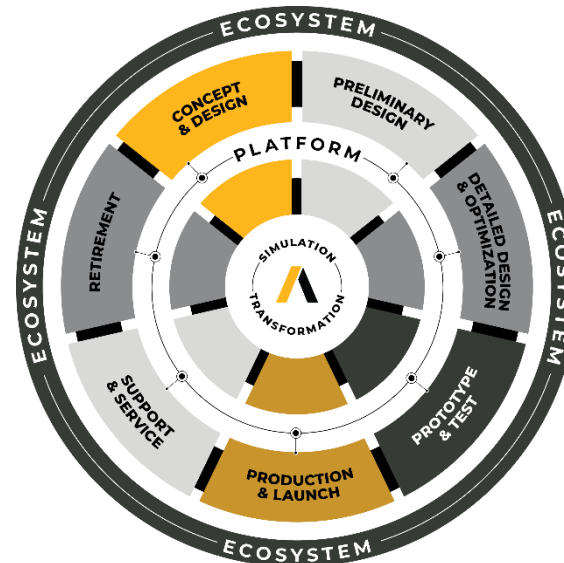 ECOSYSTEM
CONCEPT
& DESIGN
PRELIMINARY
DESIGN
PLATFORM
RETIREMENT
DETAILED DESIGN
& OPTIMIZATION
ECOSYSTEM
SIMULATION
TRANSFORMATION
ECOSYSTEM
SUPPORT
& SERVICE
PROTOTYPE
& TEST
PRODUCTION
& LAUNCH
ECOSYSTEM